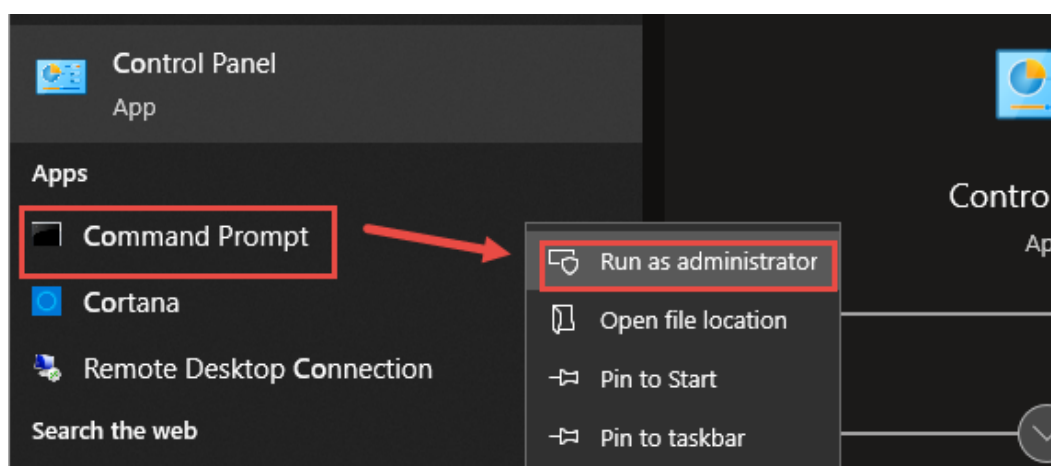 Control Panel
App
Apps
Command Prompt
Cortana
Remote Desktop Connection
Search the web
Run as administrator
Open file location
Pin to Start
Pin to taskbar
Contro
Ap